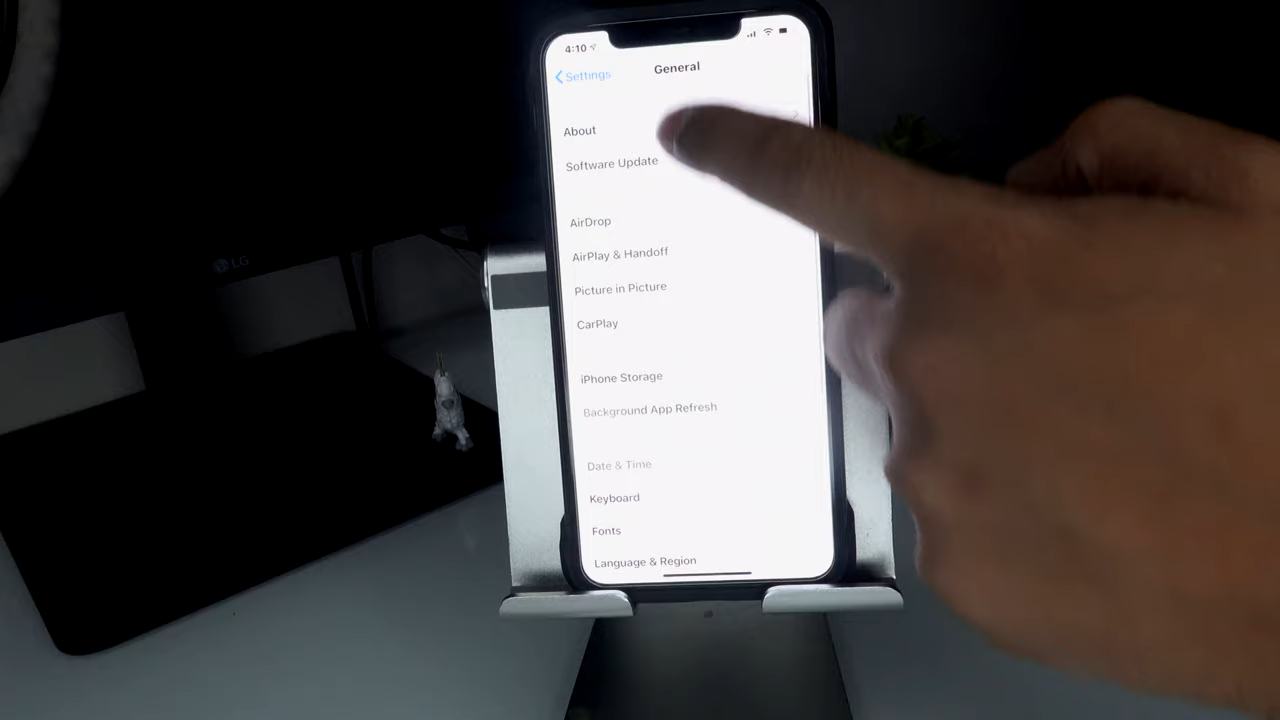 4:10
Settings
General
About
Software Update
AirDrop
AirPlay & Handoff
Picture in Picture
CarPlay
iPhone Storage
Background App Refresh
Date & Time
Keyboard
Fonts
Language & Region
LG